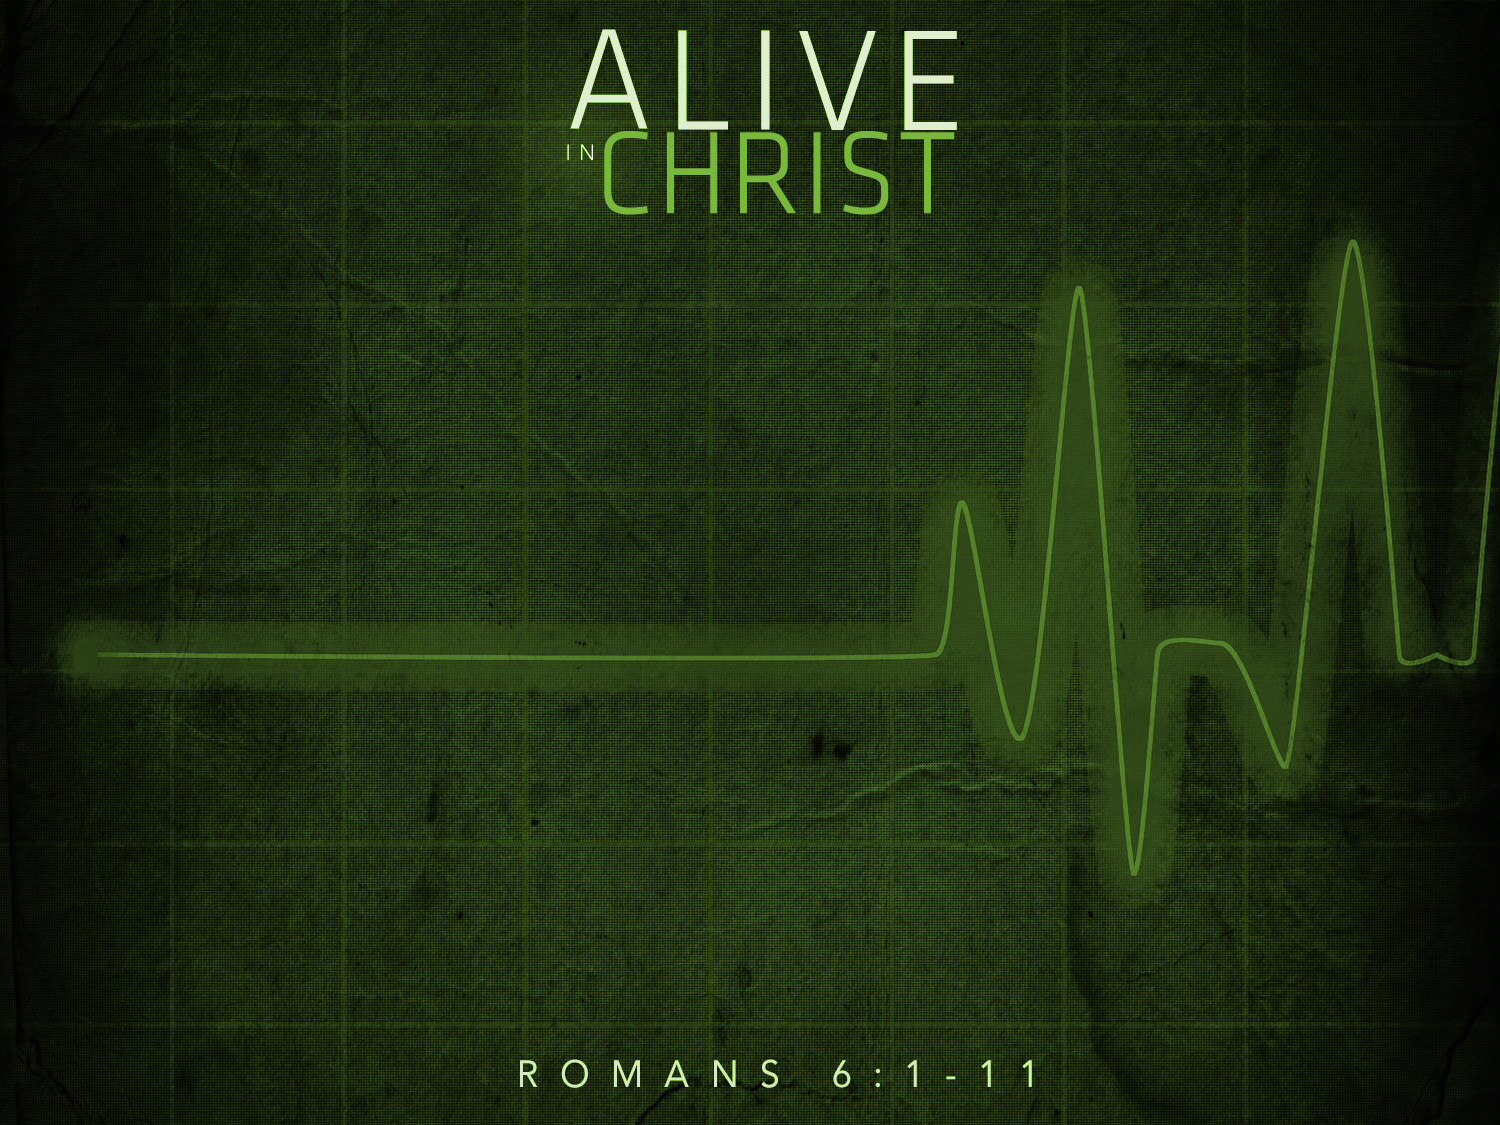 ALIVE
IN CHRIST
ROMANS 6:1-11